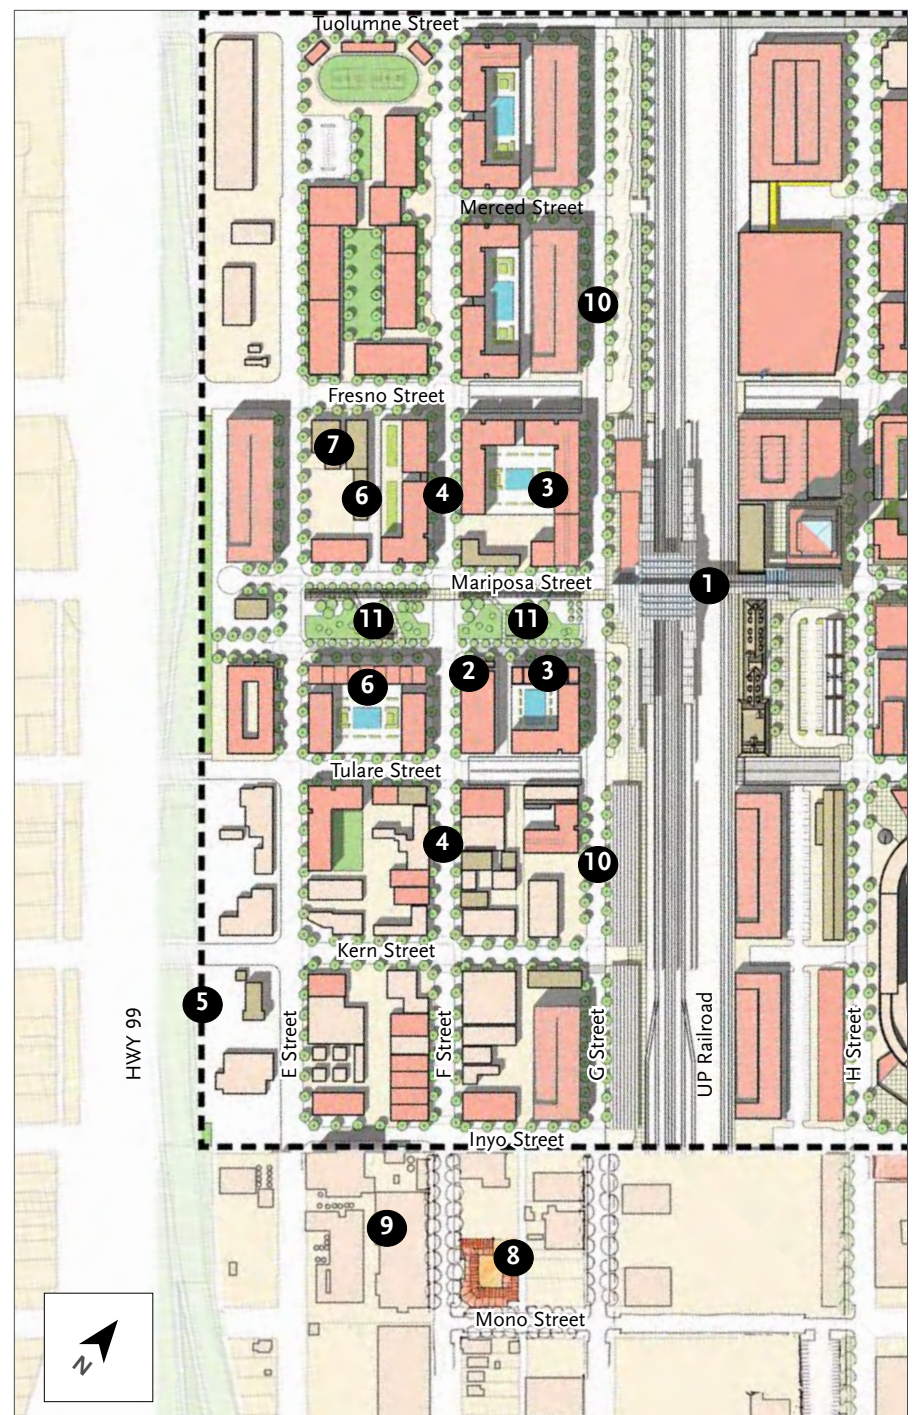 Tuolumne Street
Merced Street
10
Fresno Street
7
6
4
3
Mariposa Street
1
11
11
6
2
3
Tulare Street
4
10
Kern Street
5
HWY 99
E Street
F Street
G Street
UP Railroad
H Street
Inyo Street
9
8
Mono Street
N